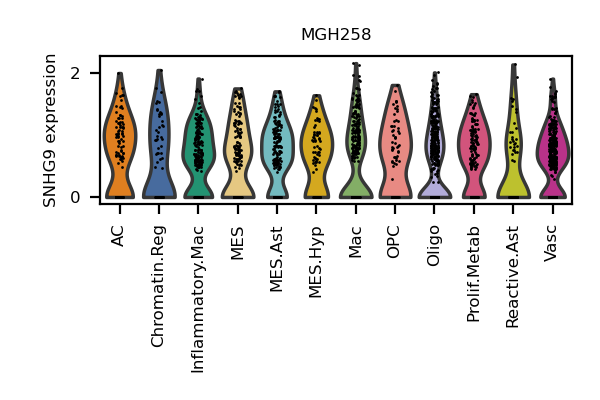 MGH258
SNHG9 expression
2
0
AC
Chromatin.Reg
Inflammatory.Mac
MES
MES.Ast
MES.Hyp
Mac
OPC
Oligo
Prolif.Metab
Reactive.Ast
Vasc